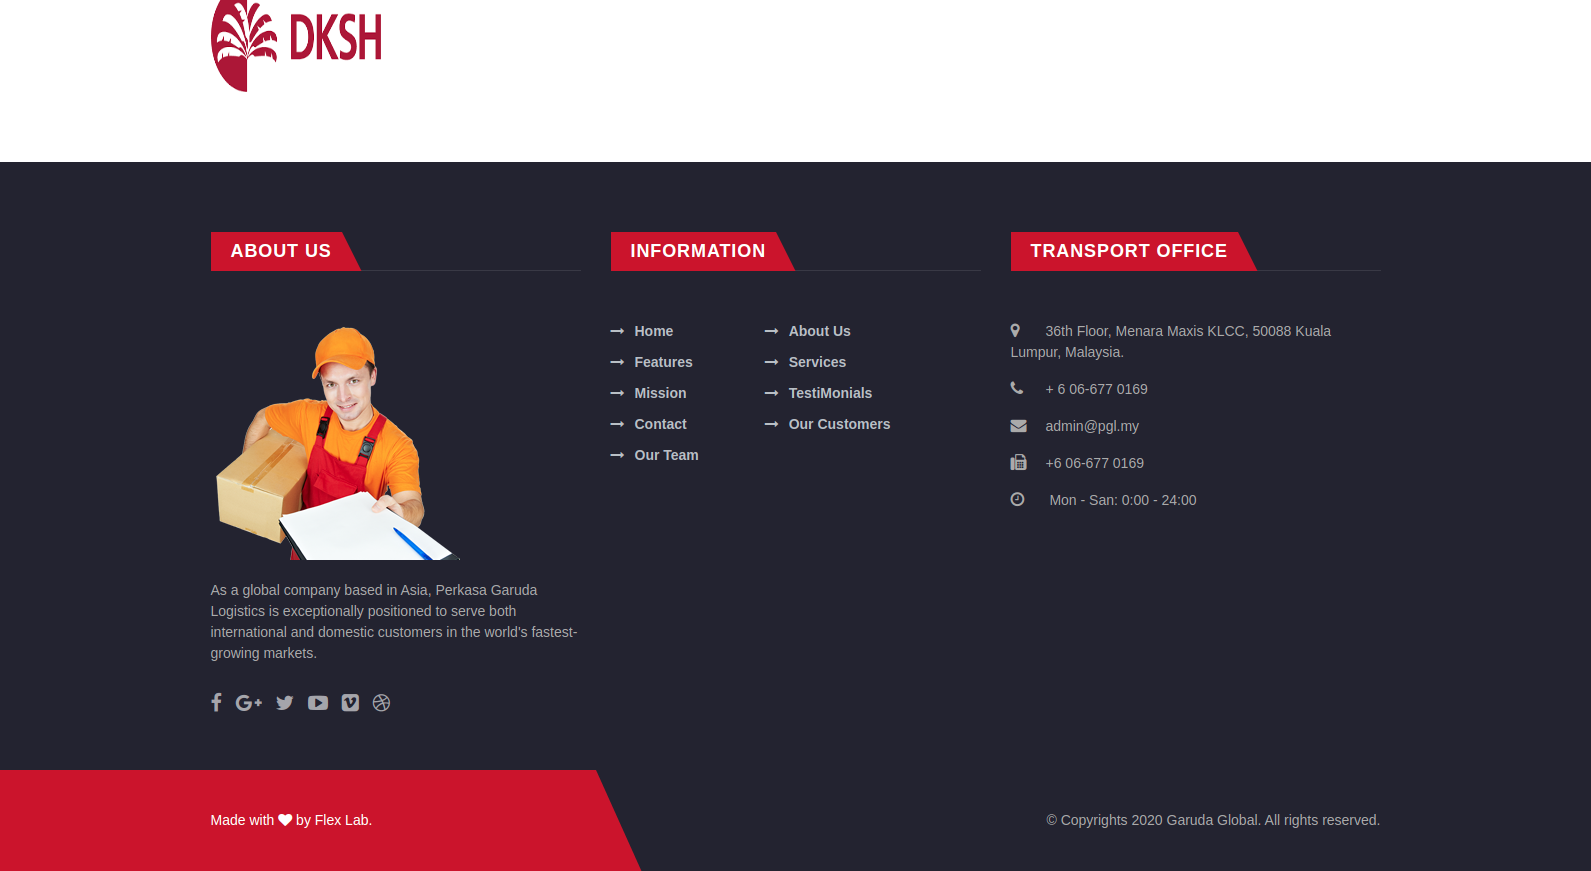 DKSH
ABOUT US
As a global company based in Asia, Perkasa Garuda
Logistics is exceptionally positioned to serve both
international and domestic customers in the world's fastest-
growing markets.
INFORMATION
Home
Features
Mission
Contact
Our Team
About Us
Services
TestiMonials
Our Customers
TRANSPORT OFFICE
36th Floor, Menara Maxis KLCC, 50088 Kuala
Lumpur, Malaysia.
+ 6 06-677 0169
admin@pgl.my
+6 06-677 0169
Mon - San: 0:00 - 24:00
Made with ♥ by Flex Lab.
© Copyrights 2020 Garuda Global. All rights reserved.